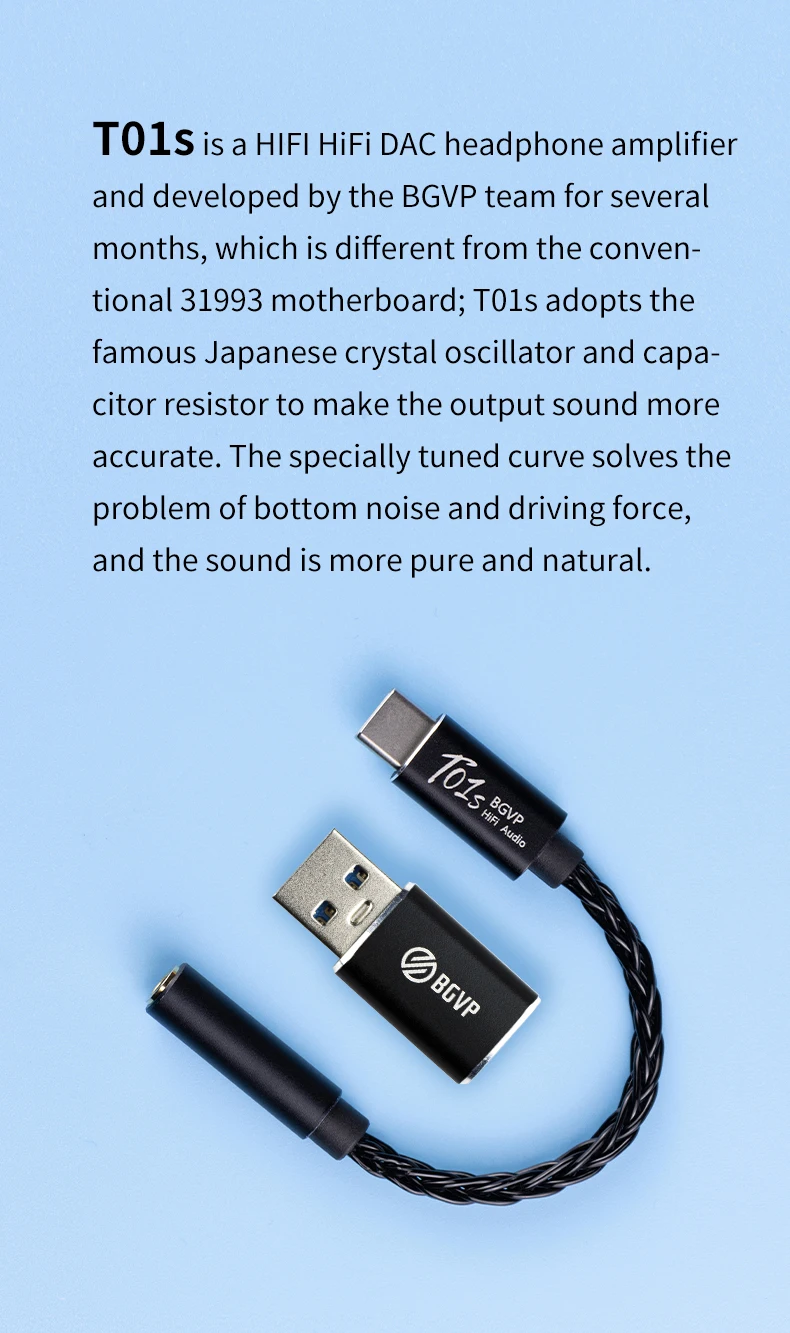 T01s is a HIFI HiFi DAC headphone amplifier
and developed by the BGVP team for several
months, which is different from the conven-
tional 31993 motherboard; T01s adopts the
famous Japanese crystal oscillator and capa-
citor resistor to make the output sound more
accurate. The specially tuned curve solves the
problem of bottom noise and driving force,
and the sound is more pure and natural.
T01s BGVP
HiFi Audio
BGVP